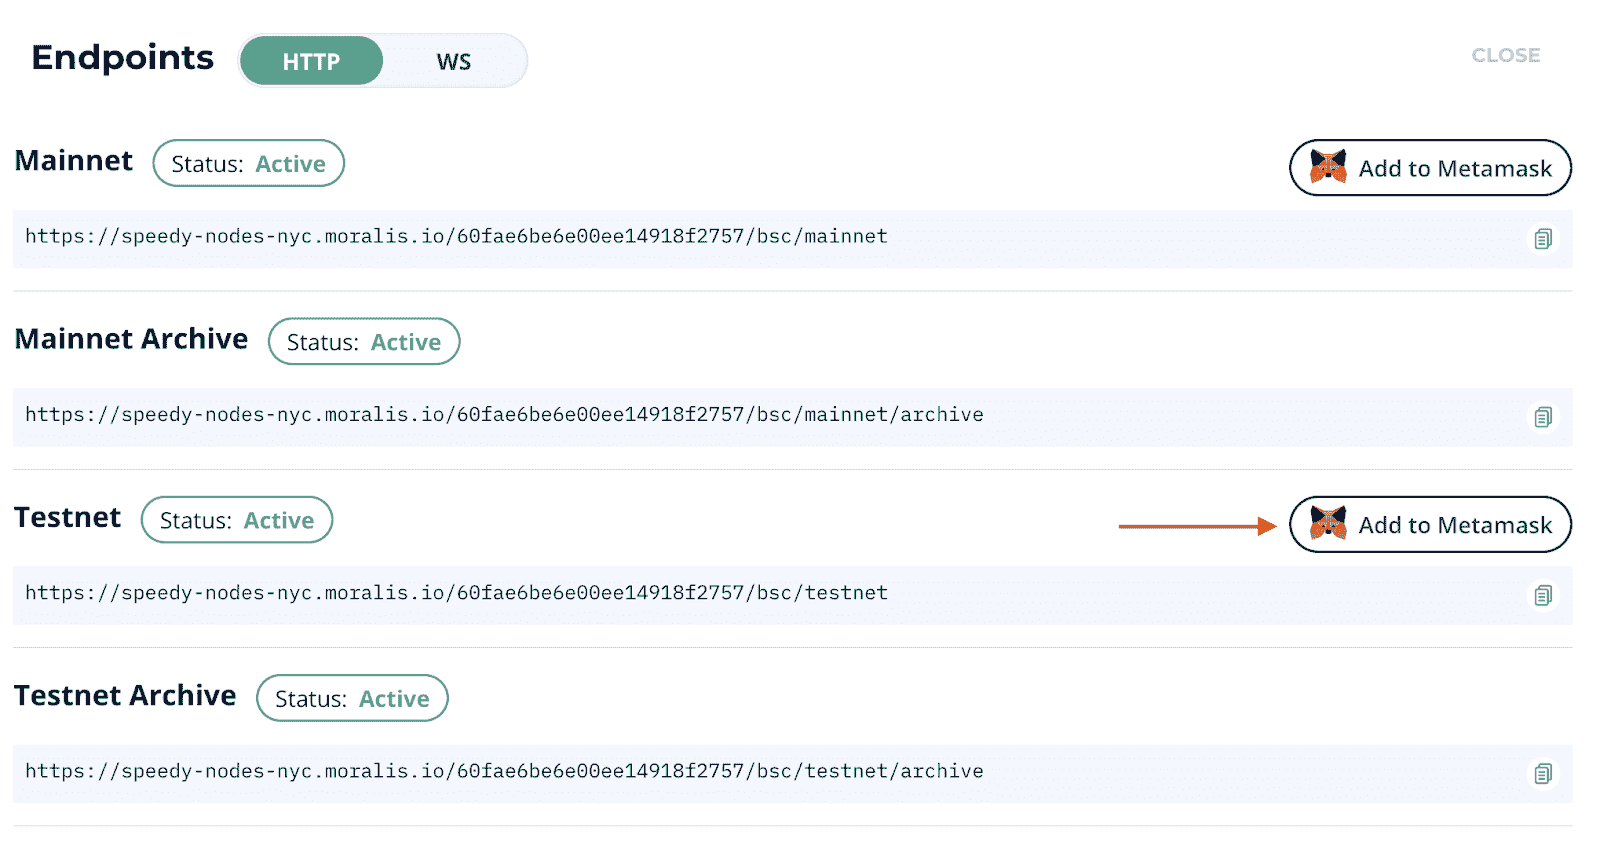 Endpoints HTTP WS CLOSE
Mainnet Status: Active Add to Metamask
https://speedy-nodes-nyc.moralis.io/60fae6be6e00ee14918f2757/bsc/mainnet
Mainnet Archive Status: Active
https://speedy-nodes-nyc.moralis.io/60fae6be6e00ee14918f2757/bsc/mainnet/archive
Testnet Status: Active Add to Metamask
https://speedy-nodes-nyc.moralis.io/60fae6be6e00ee14918f2757/bsc/testnet
Testnet Archive Status: Active
https://speedy-nodes-nyc.moralis.io/60fae6be6e00ee14918f2757/bsc/testnet/archive